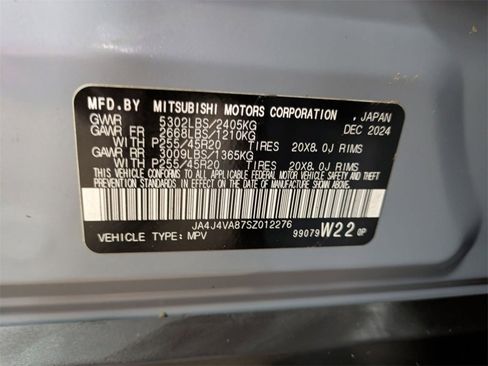 MFD.BY MITSUBISHI MOTORS CORPORATION , JAPAN
GVWR 5302LBS/2405KG DEC 2024
GAWR FR 2668LBS/1210KG
WITH P255/45R20 TIRES 20X8.0J RIMS
GAWR RR 3009LBS/1365KG
WITH P255/45R20 TIRES 20X8.0J RIMS
THIS VEHICLE CONFORMS TO ALL APPLICABLE FEDERAL MOTOR VEHICLE SAFETY AND THEFT PREVENTION STANDARDS IN EFFECT ON THE DATE OF MANUFACTURE SHOWN ABOVE.
JA4J4VA87SZ012276
VEHICLE TYPE: MPV 99079 W22 0P